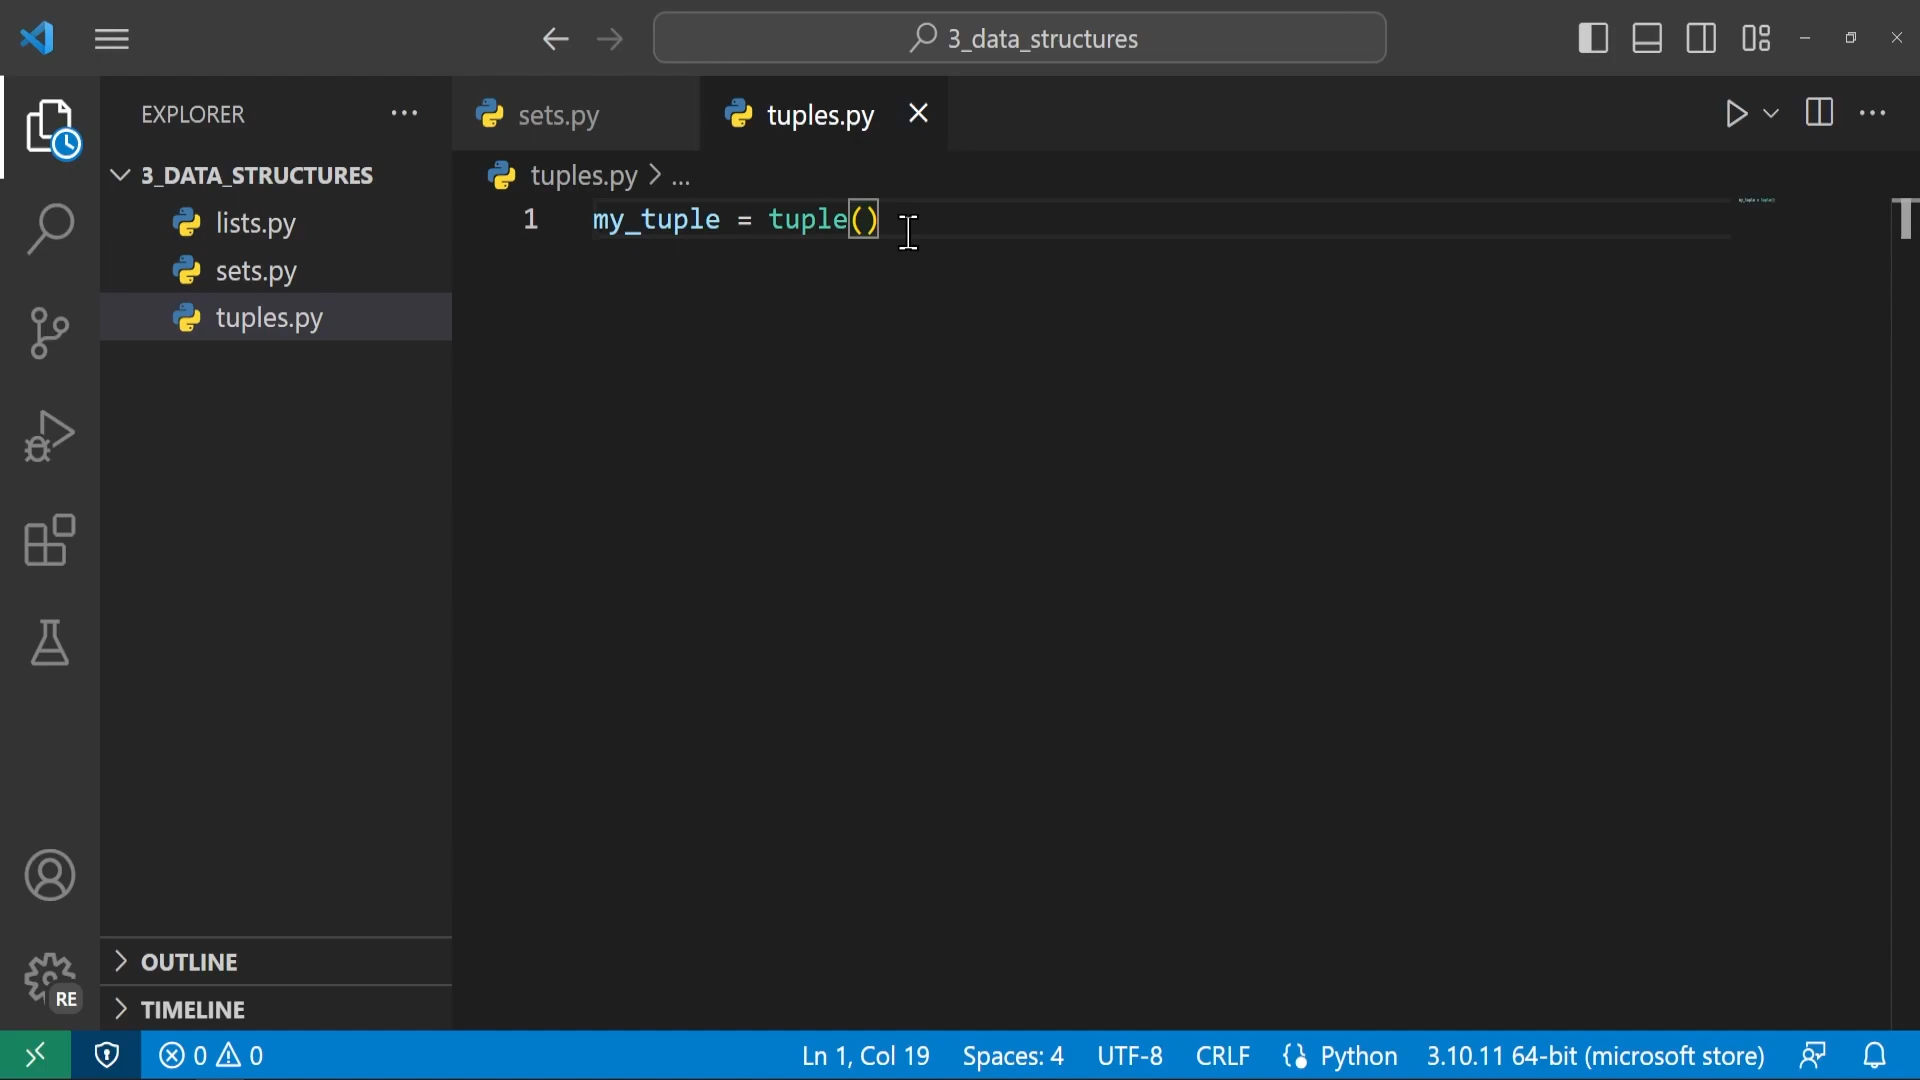 3_data_structures
EXPLORER
sets.py
tuples.py
3_DATA_STRUCTURES
lists.py
sets.py
tuples.py
tuples.py > ...
1 my_tuple = tuple()
OUTLINE
TIMELINE
RE
0 0
Ln 1, Col 19
Spaces: 4
UTF-8
CRLF
Python
3.10.11 64-bit (microsoft store)